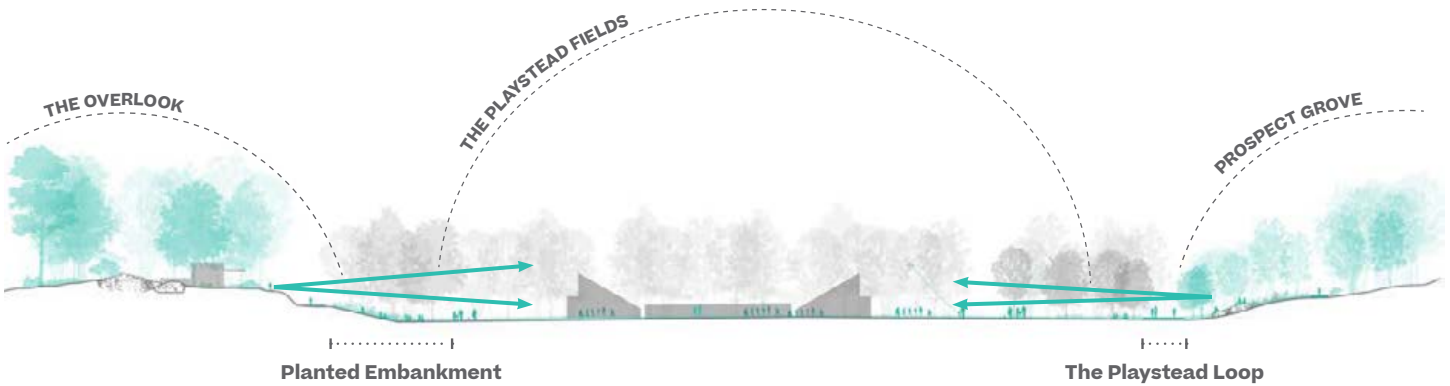 THE OVERLOOK
THE PLAYSTEAD FIELDS
PROSPECT GROVE
Planted Embankment
The Playstead Loop